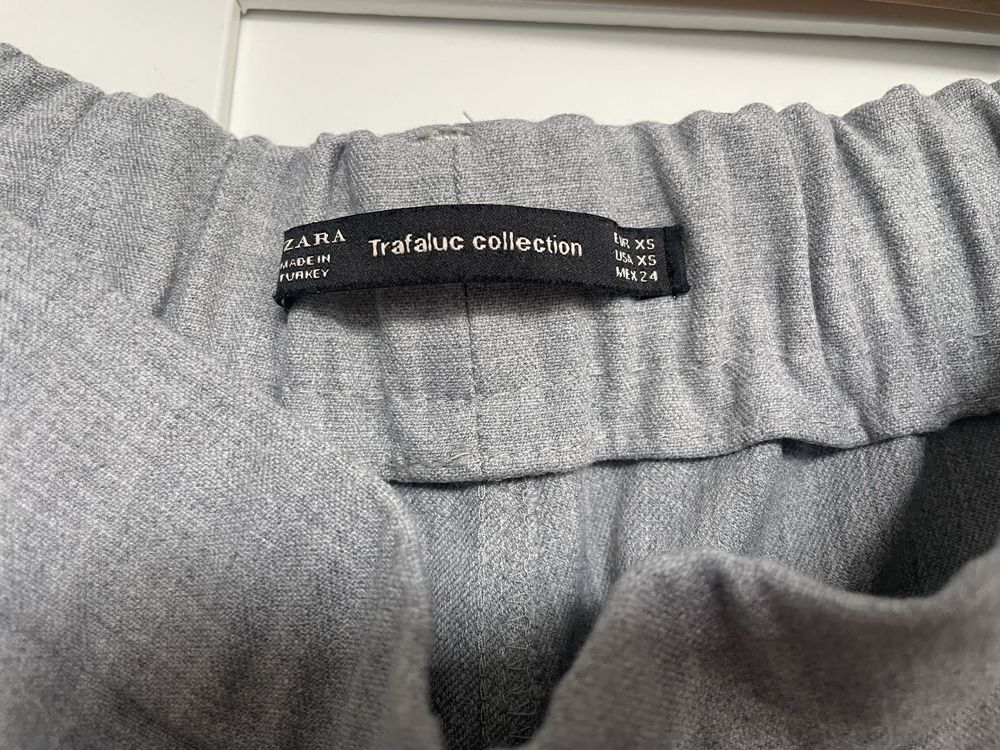 ZARA
MADE IN
TURKEY
Trafaluc collection
EUR XS
USA XS
MEX 24